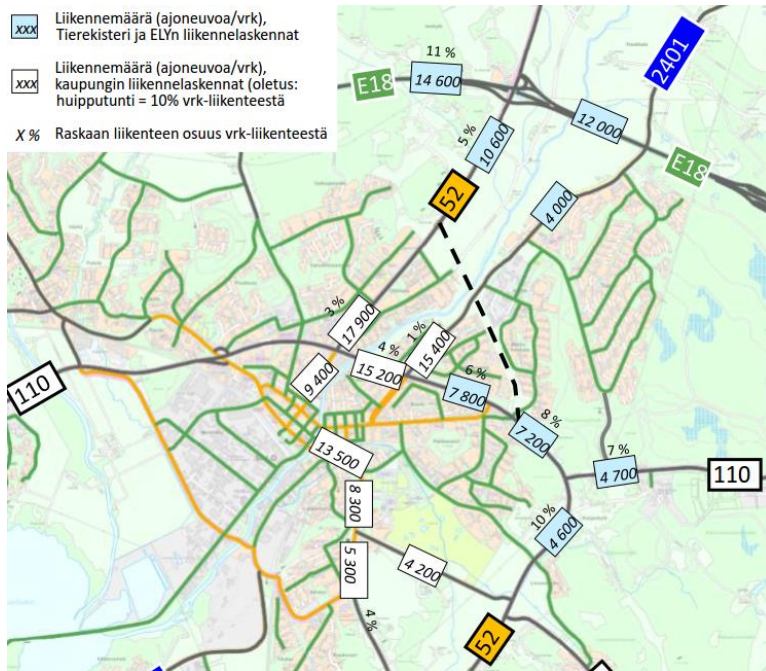 xxx
Liikennemäärä (ajoneuvoa/vrk),
Tierekisteri ja ELYn liikennelaskennat
xxx
Liikennemäärä (ajoneuvoa/vrk),
kaupungin liikennelaskennat (oletus:
huipputunti = 10% vrk-liikenteestä
X %
Raskaan liikenteen osuus vrk-liikenteestä
11 %
E18
14 600
2401
12 000
E18
5 %
10 600
52
4 000
3 %
17 900
1 %
15 400
4 %
15 200
9 400
6 %
7 800
110
8 %
7 200
13 500
7 %
4 700
110
8 300
10 %
4 600
5 300
4 200
4 %
52